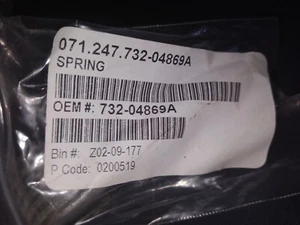 071.247.732-04869A
SPRING
OEM #: 732-04869A
Bin #: Z02-09-177
P Code: 0200519